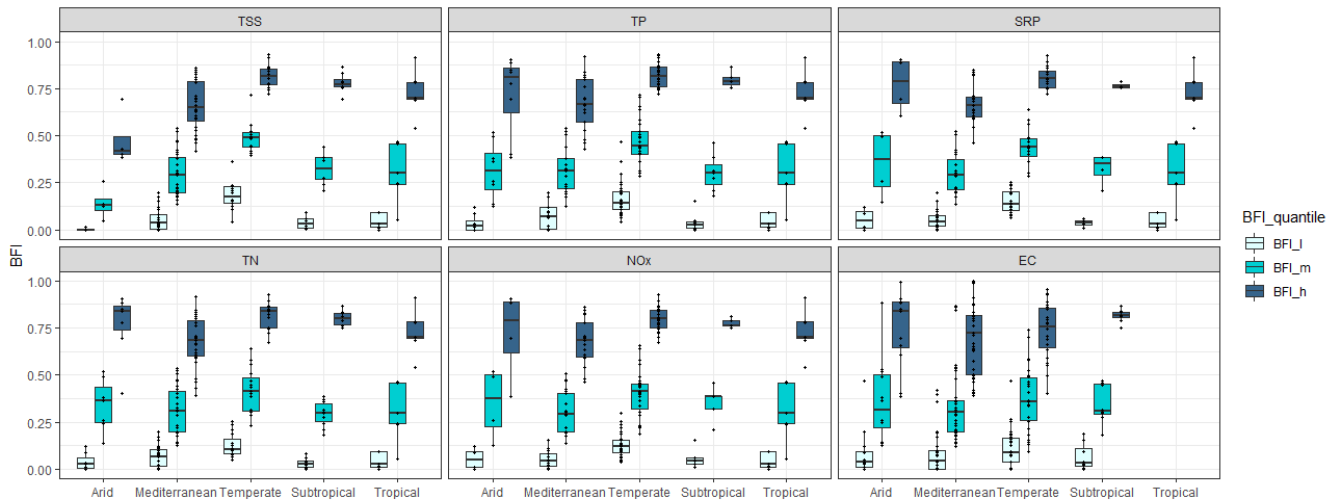 TSS
TP
SRP
1.00
0.75
0.50
0.25
0.00
BFI
TN
NOx
EC
1.00
0.75
0.50
0.25
0.00
Arid Mediterranean Temperate Subtropical Tropical
Arid Mediterranean Temperate Subtropical Tropical
Arid Mediterranean Temperate Subtropical Tropical
BFI_quantile
BFI_l
BFI_m
BFI_h